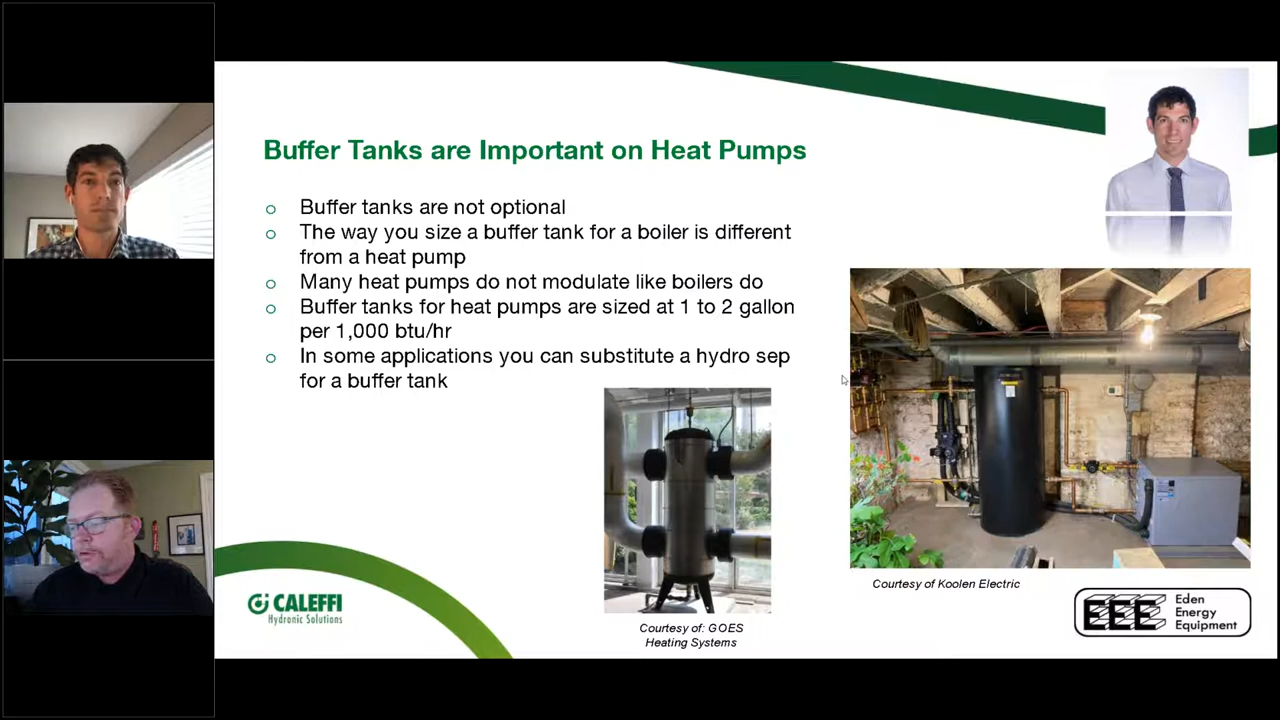 Buffer Tanks are Important on Heat Pumps
Buffer tanks are not optional
The way you size a buffer tank for a boiler is different
from a heat pump
Many heat pumps do not modulate like boilers do
Buffer tanks for heat pumps are sized at 1 to 2 gallon
per 1,000 btu/hr
In some applications you can substitute a hydro sep
for a buffer tank
Courtesy of Koolen Electric
CALEFFI
Hydronic Solutions
Courtesy of: GOES
Heating Systems
EEE
Eden
Energy
Equipment